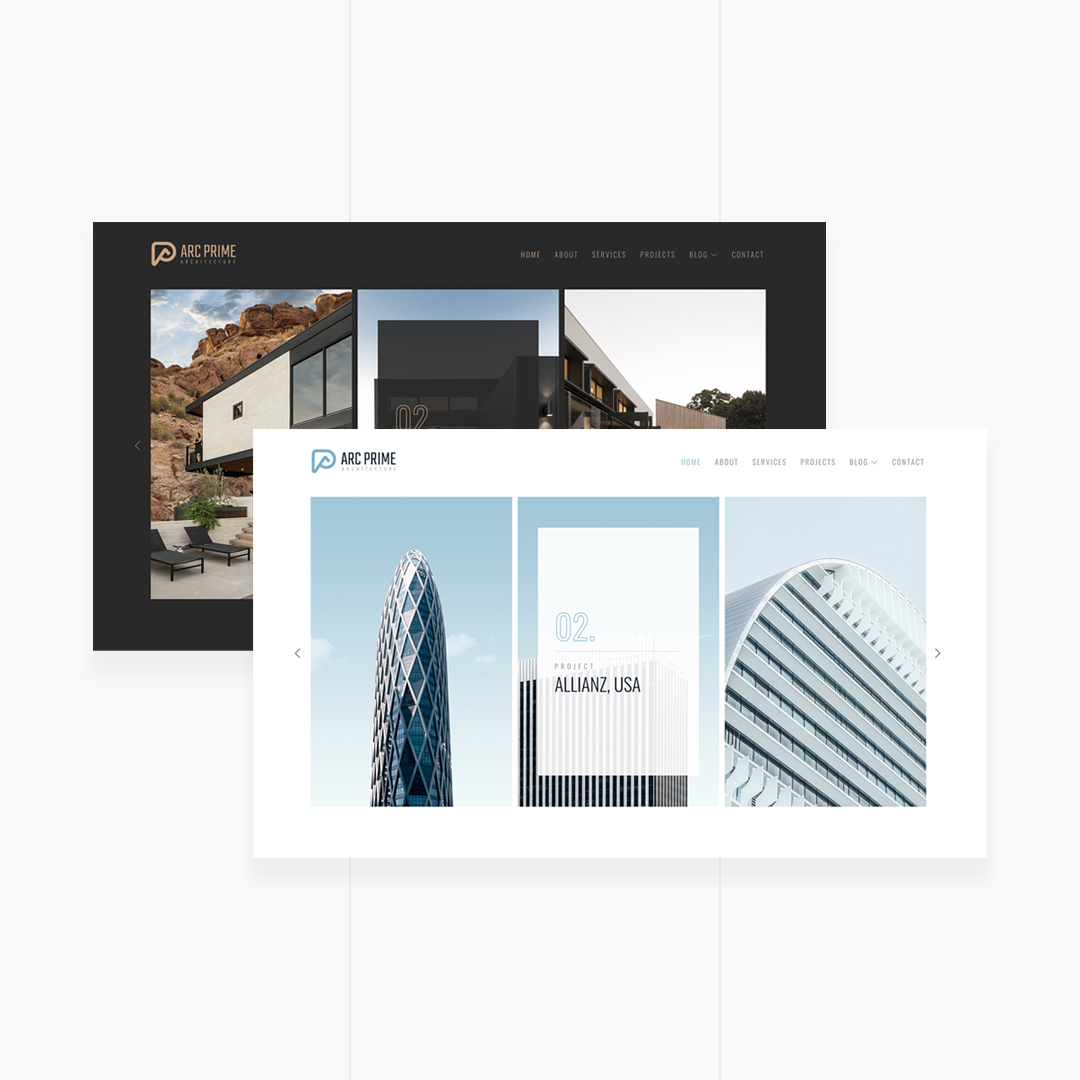 ARC PRIME
ARCHITECTURE
HOME ABOUT SERVICES PROJECTS BLOG CONTACT
02
ARC PRIME
ARCHITECTURE
HOME ABOUT SERVICES PROJECTS BLOG CONTACT
02.
PROJECT
ALLIANZ, USA